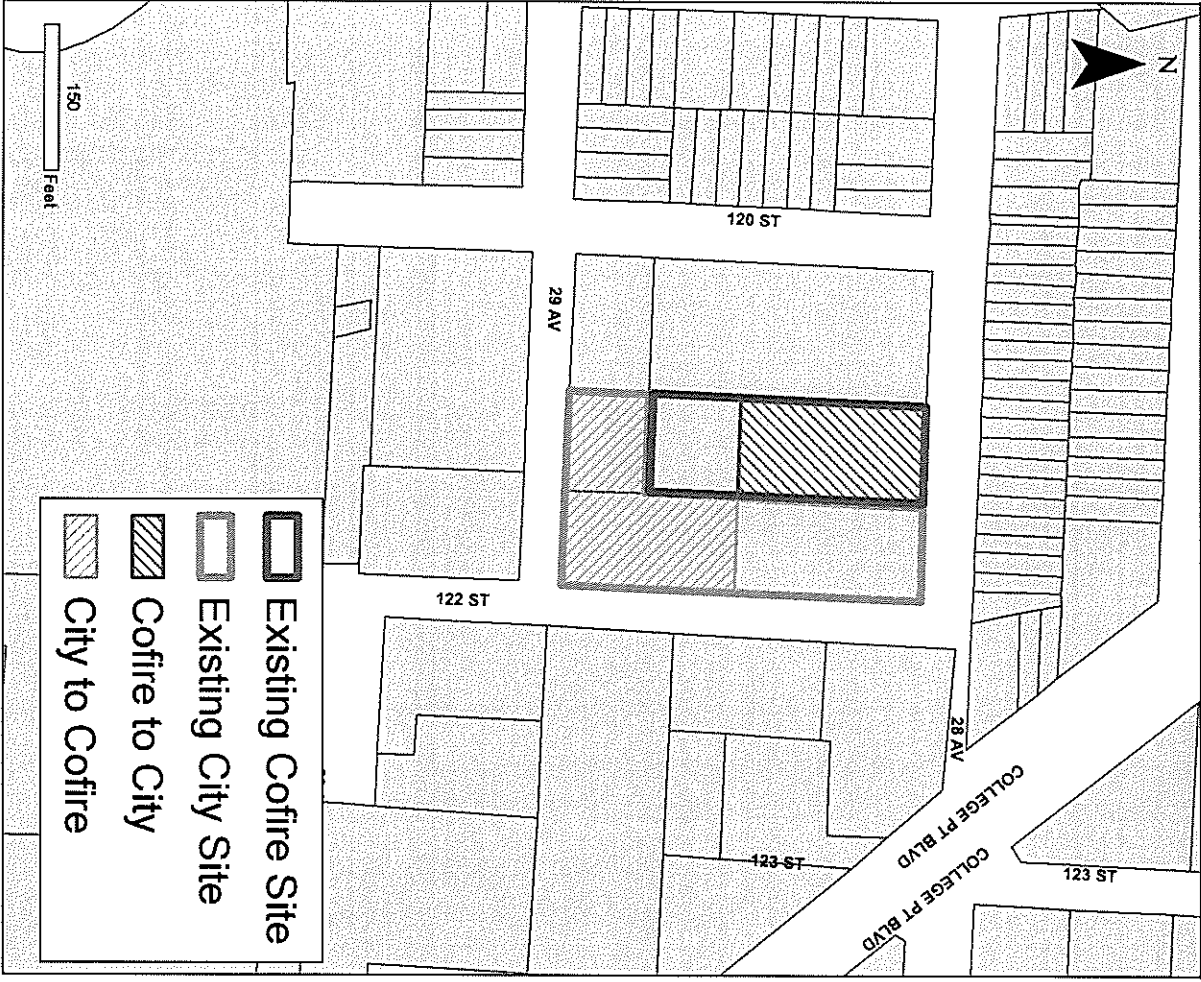 N
120 ST
29 AV
122 ST
28 AV
COLLEGE PT BLVD
COLLEGE PT BLVD
123 ST
123 ST
150
Feet
Existing Cofire Site
Existing City Site
Cofire to City
City to Cofire